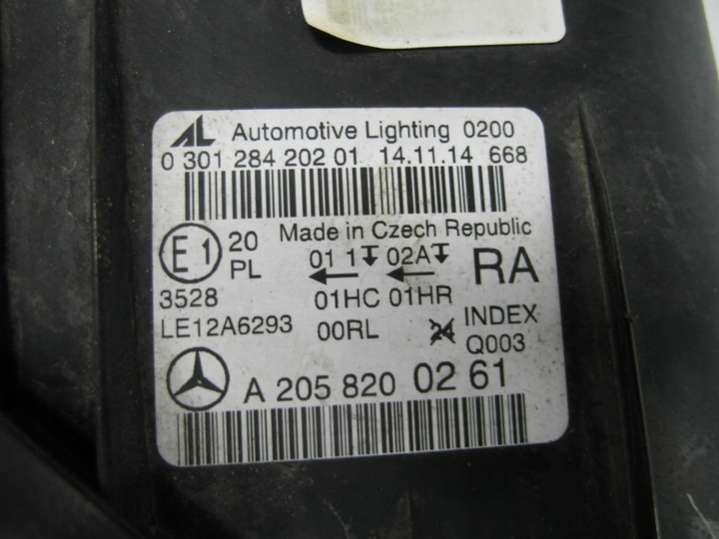 AL Automotive Lighting 0200
0 301 284 202 01 14.11.14 668
Made in Czech Republic
E1 20 PL
01 1 02A RA
3528 01HC 01HR
LE12A6293 00RL 24 INDEX Q003
A 205 820 02 61